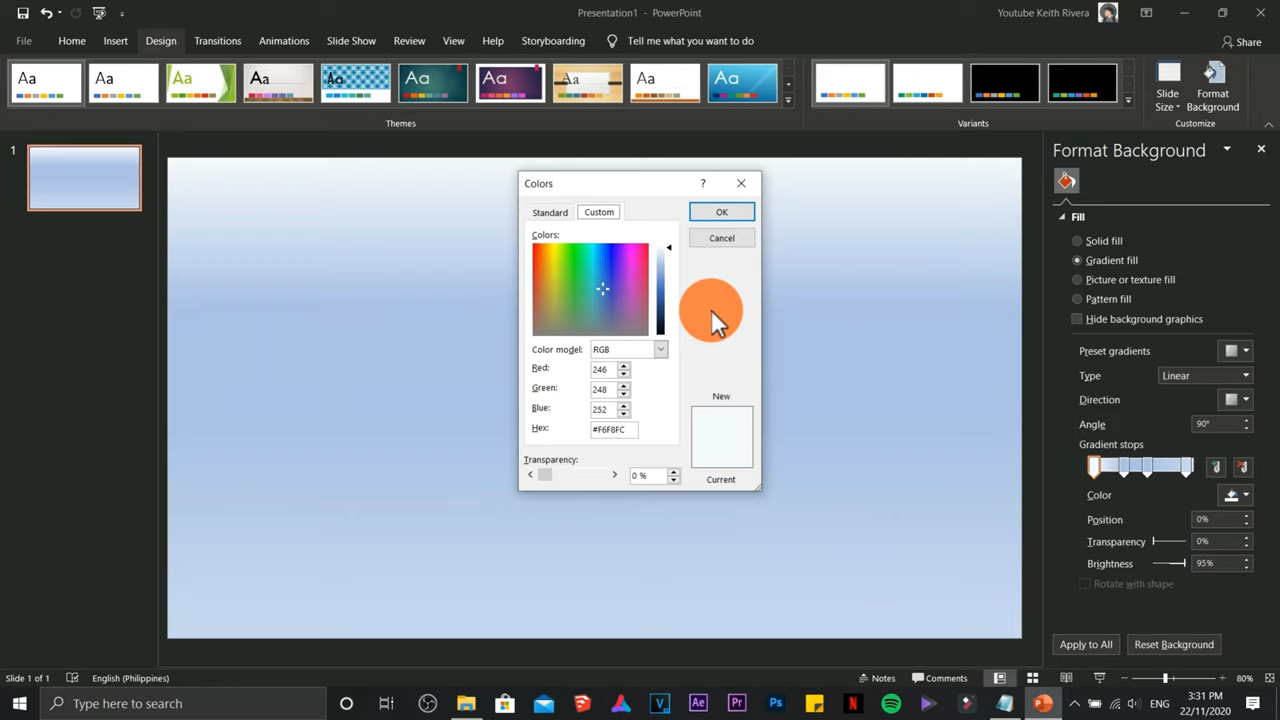 Presentation1 - PowerPoint
Youtube Keith Rivera
File Home Insert Design Transitions Animations Slide Show Review View Help Storyboarding Tell me what you want to do
Share
Aa Aa Aa Aa Aa Aa Aa Aa Aa Aa
Slide Size
Format Background
Themes
Variants
Customize
1
Colors
?
Standard Custom
OK
Cancel
Colors:
Color model: RGB
Red: 246
Green: 248
Blue: 252
Hex: #F6F8FC
New
Current
Transparency:
0 %
Format Background
Fill
Solid fill
Gradient fill
Picture or texture fill
Pattern fill
Hide background graphics
Preset gradients
Type Linear
Direction
Angle 90°
Gradient stops
Color
Position 0%
Transparency 0%
Brightness 95%
Rotate with shape
Apply to All Reset Background
Slide 1 of 1 English (Philippines)
Notes Comments 80%
Type here to search
Ae Pr Ps
3:31 PM
22/11/2020